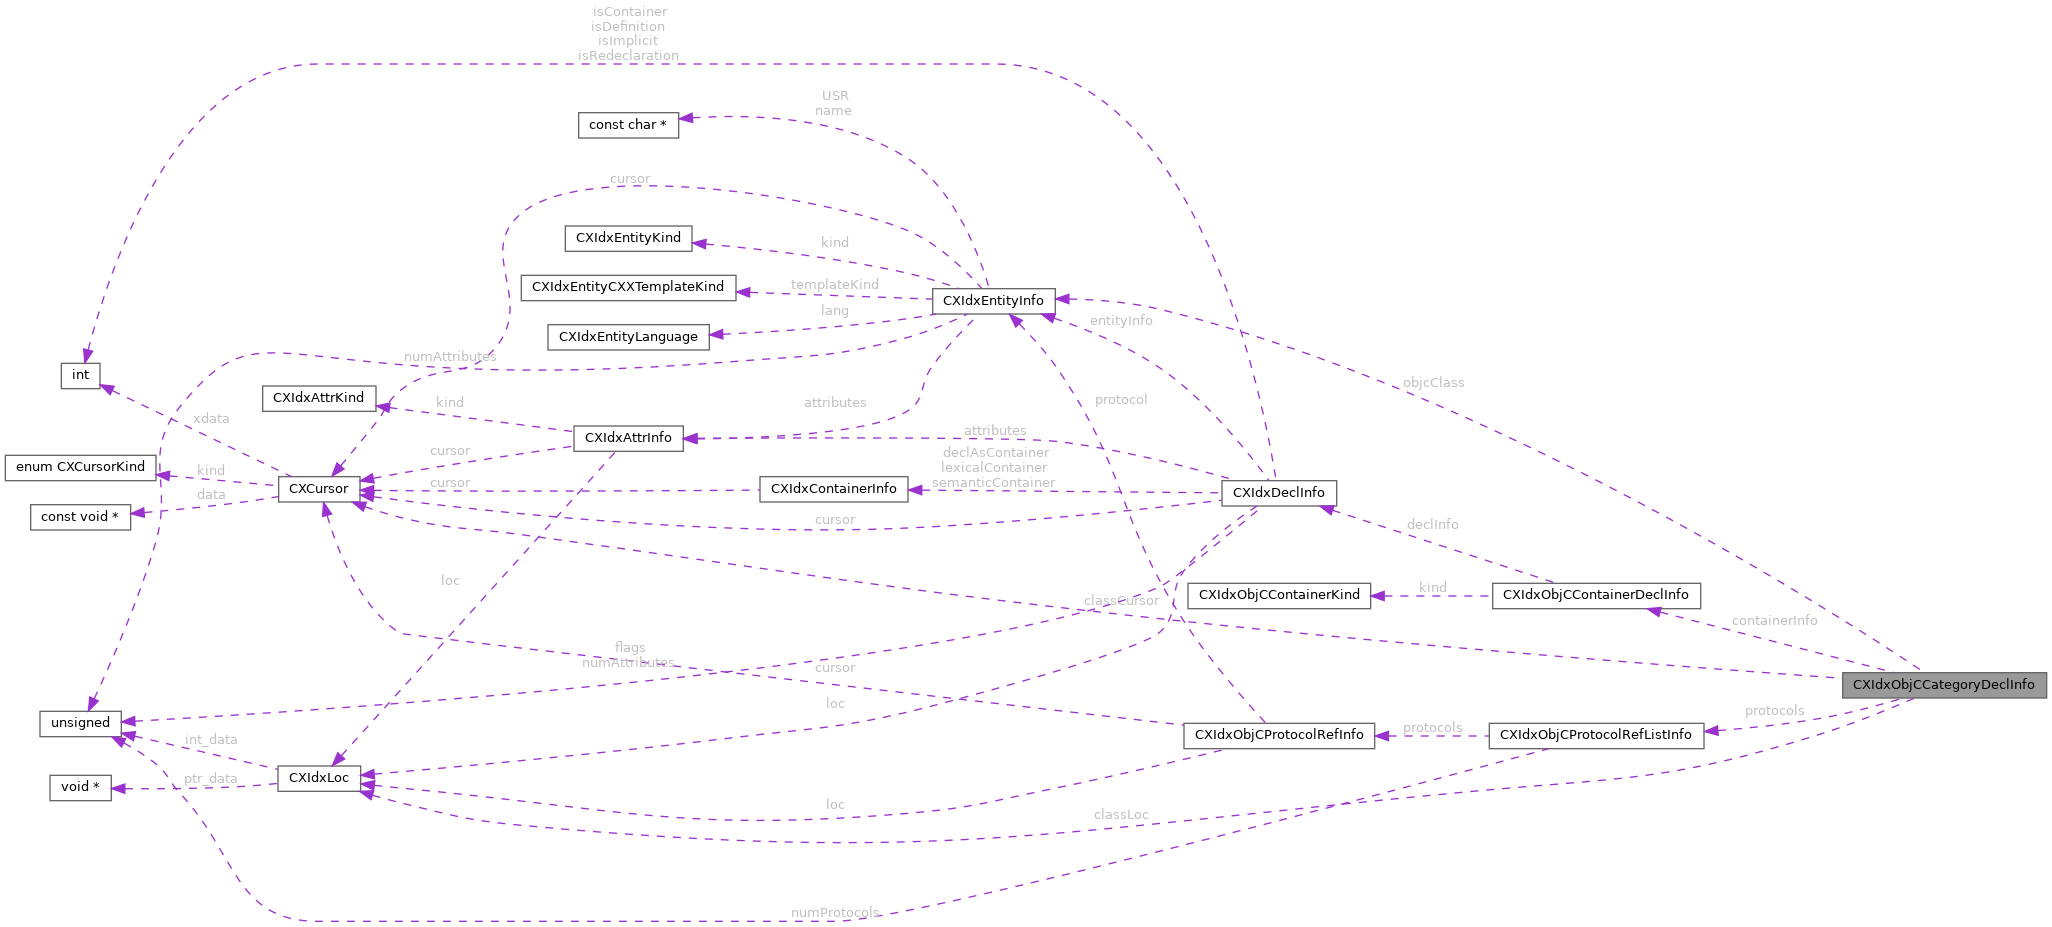 isContainer
isDefinition
isImplicit
isRedeclaration
USR
name
const char *
cursor
CXIdxEntityKind
kind
CXIdxEntityCXXTemplateKind
templateKind
CXIdxEntityInfo
lang
entityInfo
CXIdxEntityLanguage
numAttributes
int
objcClass
CXIdxAttrKind
kind
attributes
protocol
xdata
attributes
CXIdxAttrInfo
cursor
declAsContainer
lexicalContainer
semanticContainer
enum CXCursorKind
kind
CXCursor
cursor
CXIdxContainerInfo
CXIdxDeclInfo
data
const void *
cursor
declInfo
loc
kind
CXIdxObjCContainerKind
CXIdxObjCContainerDeclInfo
classCursor
containerInfo
flags
numAttributes
cursor
CXIdxObjCCategoryDeclInfo
loc
protocols
unsigned
int_data
protocols
CXIdxObjCProtocolRefInfo
CXIdxObjCProtocolRefListInfo
ptr_data
CXIdxLoc
void *
loc
classLoc
numProtocols